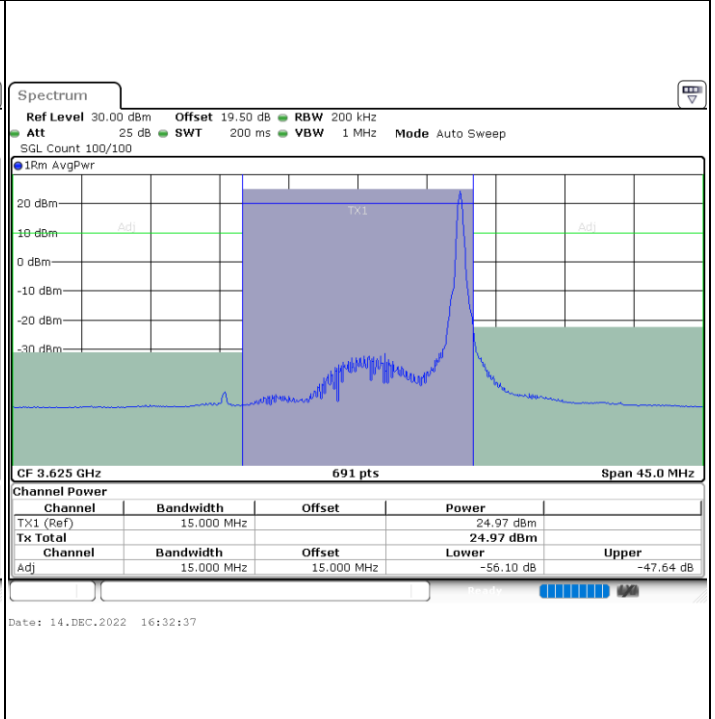 Spectrum
Ref Level 30.00 dBm Offset 19.50 dB RBW 200 kHz
Att 25 dB SWT 200 ms VBW 1 MHz Mode Auto Sweep
SGL Count 100/100
1Rm AvgPwr
20 dBm
TX1
Adj
Adj
10 dBm
0 dBm
-10 dBm
-20 dBm
-30 dBm
CF 3.625 GHz 691 pts Span 45.0 MHz
Channel Power
Channel Bandwidth Offset Power
TX1 (Ref) 15.000 MHz 24.97 dBm
Tx Total 24.97 dBm
Channel Bandwidth Offset Lower Upper
Adj 15.000 MHz 15.000 MHz -56.10 dB -47.64 dB
Ready
Date: 14.DEC.2022 16:32:37